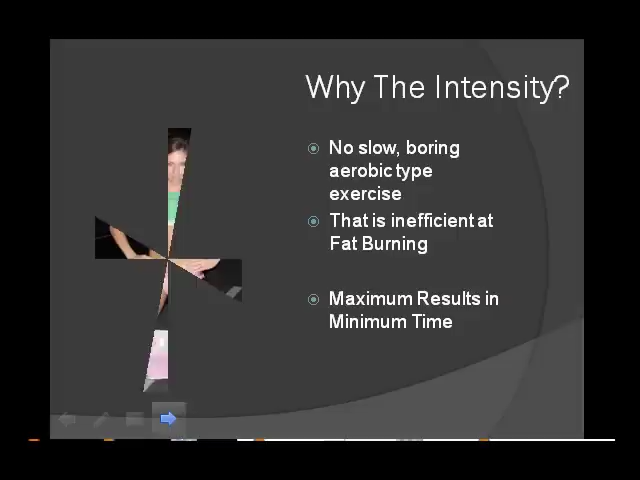 Why The Intensity?
No slow, boring
aerobic type
exercise
That is inefficient at
Fat Burning
Maximum Results in
Minimum Time